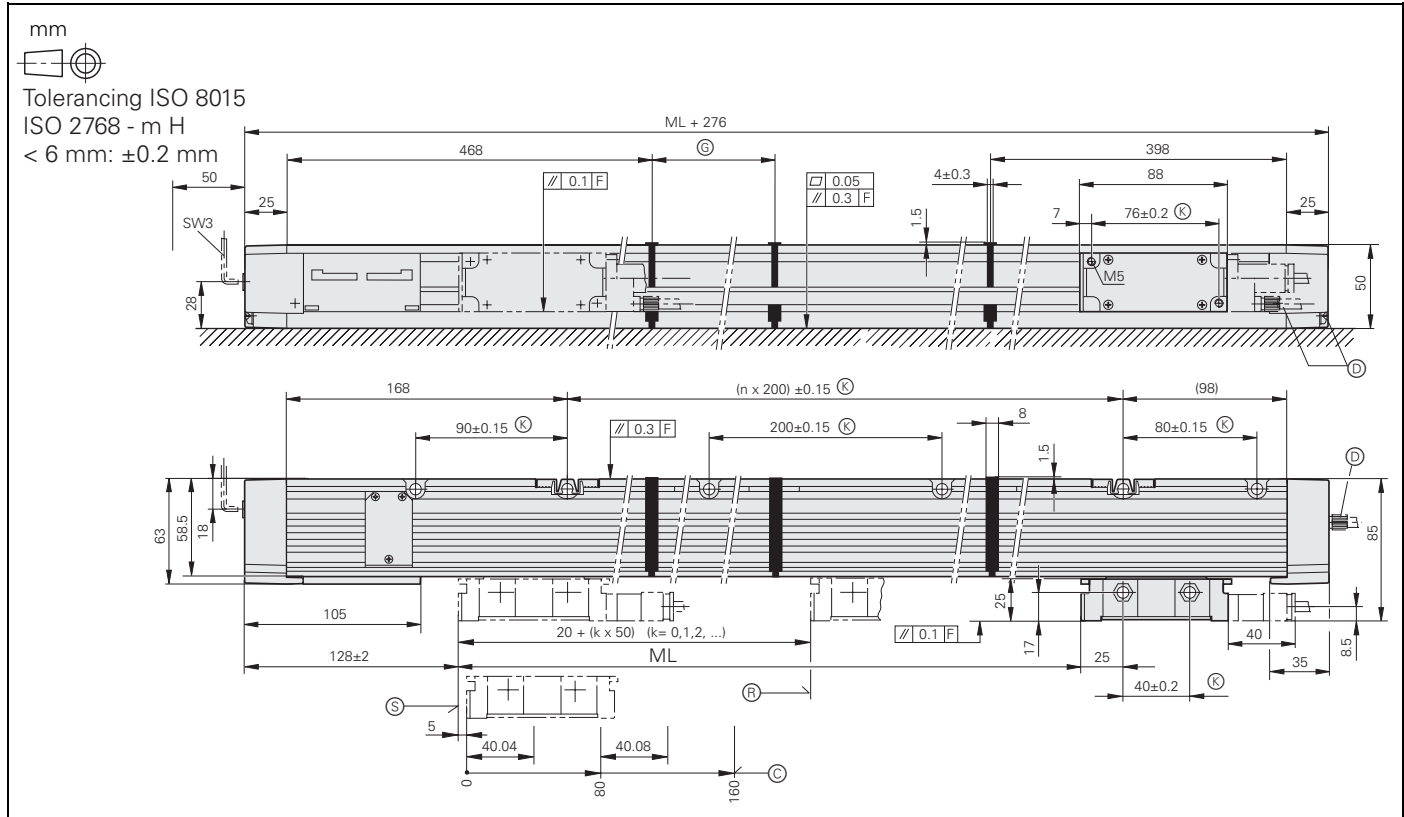 mm
Tolerancing ISO 8015
ISO 2768 - m H
< 6 mm: ±0.2 mm
ML + 276
468
G
398
50
25
// 0.1 F
0.05
// 0.3 F
4±0.3
88
25
SW3
1.5
7
76±0.2 K
M5
28
50
D
168
(n x 200) ±0.15 K
(98)
90±0.15 K
// 0.3 F
200±0.15 K
8
80±0.15 K
1.5
D
63
58.5
18
85
25
17
// 0.1 F
105
20 + (k x 50) (k= 0,1,2, ...)
40
8.5
128±2
ML
25
35
S
R
40±0.2 K
5
40.04
40.08
C
0
80
160